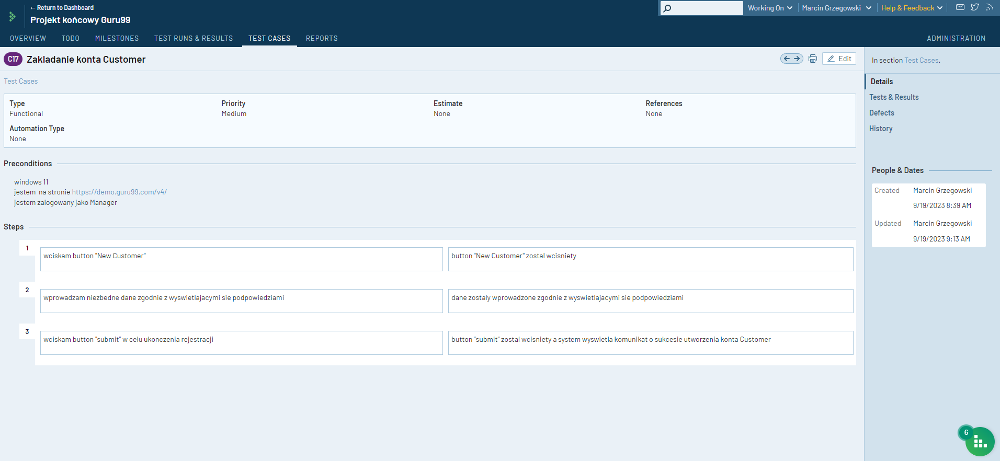 ← Return to Dashboard
Projekt końcowy Guru99
Working On
Marcin Grzegowski
Help & Feedback
OVERVIEW
TODO
MILESTONES
TEST RUNS & RESULTS
TEST CASES
REPORTS
ADMINISTRATION
C17
Zakladanie konta Customer
Edit
Test Cases
Type
Functional
Priority
Medium
Estimate
None
References
None
Automation Type
None
Preconditions
windows 11
jestem na stronie https://demo.guru99.com/v4/
jestem zalogowany jako Manager
Steps
1
wciskam button "New Customer"
button "New Customer" zostal wcisniety
2
wprowadzam niezbedne dane zgodnie z wyswietlajacymi sie podpowiedziami
dane zostaly wprowadzone zgodnie z wyswietlajacymi sie podpowiedziami
3
wciskam button "submit" w celu ukonczenia rejestracji
button "submit" zostal wcisniety a system wyswietla komunikat o sukcesie utworzenia konta Customer
In section Test Cases.
Details
Tests & Results
Defects
History
People & Dates
Created
Marcin Grzegowski
9/19/2023 8:39 AM
Updated
Marcin Grzegowski
9/19/2023 9:13 AM
6